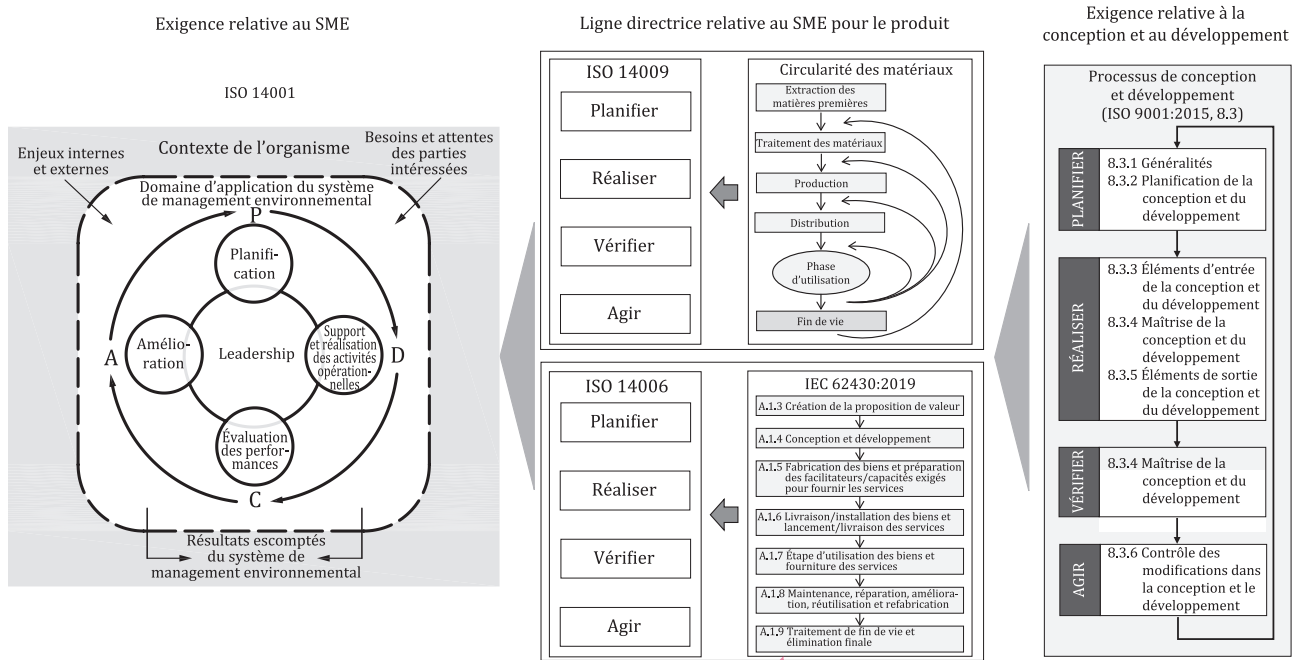 Exigence relative au SME
ISO 14001
Enjeux internes
et externes
Contexte de l'organisme
Besoins et attentes
des parties
intéressées
Domaine d'application du système
de management environnemental
P
Planifi-
cation
A
Amélio-
ration
Leadership
Support
et réalisation
des activités
opération-
nelles
D
Évaluation
des perfor-
mances
C
Résultats escomptés
du système de
management environnemental
Ligne directrice relative au SME pour le produit
ISO 14009
Planifier
Réaliser
Vérifier
Agir
Circularité des matériaux
Extraction des
matières premières
Traitement des matériaux
Production
Distribution
Phase
d'utilisation
Fin de vie
ISO 14006
Planifier
Réaliser
Vérifier
Agir
IEC 62430:2019
A.1.3 Création de la proposition de valeur
A.1.4 Conception et développement
A.1.5 Fabrication des biens et préparation
des facilitateurs/capacités exigés
pour fournir les services
A.1.6 Livraison/installation des biens et
lancement/livraison des services
A.1.7 Étape d'utilisation des biens et
fourniture des services
A.1.8 Maintenance, réparation, améliora-
tion, réutilisation et refabrication
A.1.9 Traitement de fin de vie et
élimination finale
Exigence relative à la
conception et au développement
Processus de conception
et développement
(ISO 9001:2015, 8.3)
PLANIFIER
8.3.1 Généralités
8.3.2 Planification de la
conception et du
développement
RÉALISER
8.3.3 Éléments d'entrée
de la conception et
du développement
8.3.4 Maîtrise de la
conception et du
développement
8.3.5 Éléments de sortie
de la conception et
du développement
VÉRIFIER
8.3.4 Maîtrise de la
conception et du
développement
AGIR
8.3.6 Contrôle des
modifications dans
la conception et le
développement